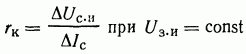 r_к = ΔU_с.и / ΔI_с при U_з.и = const